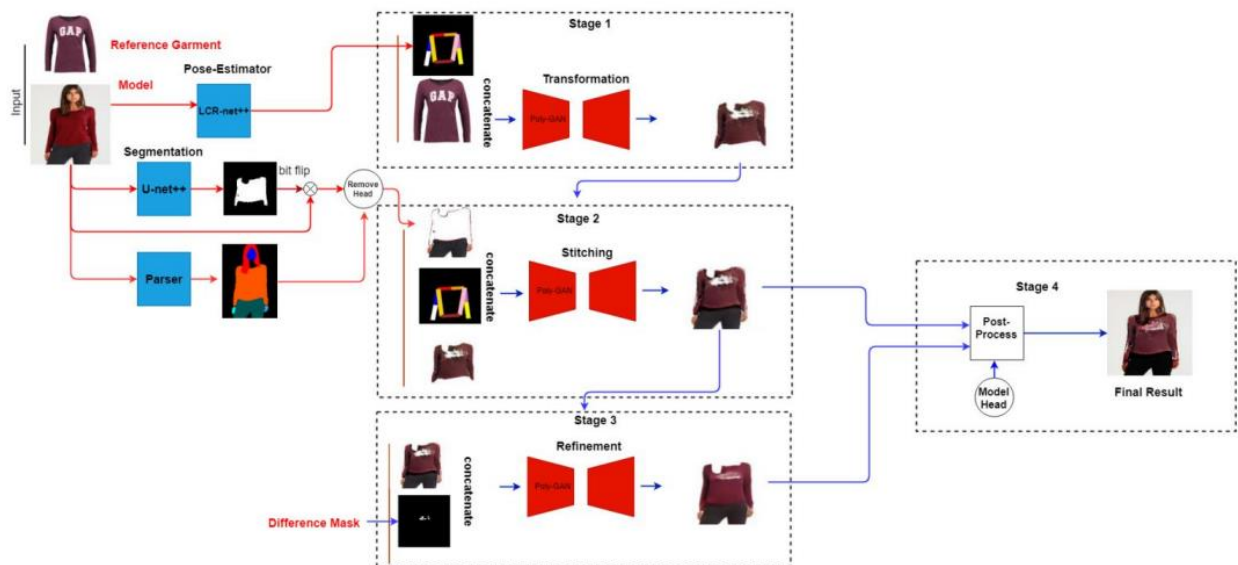 Input
Reference Garment
GAP
Model
Pose-Estimator
LCR-net++
Segmentation
U-net++
bit flip
Remove
Head
Parser
Stage 1
GAP
concatenate
Transformation
Poly-GAN
Stage 2
concatenate
Stitching
Poly-GAN
Stage 3
concatenate
Refinement
Poly-GAN
Difference Mask
Stage 4
Post-
Process
Model
Head
Final Result